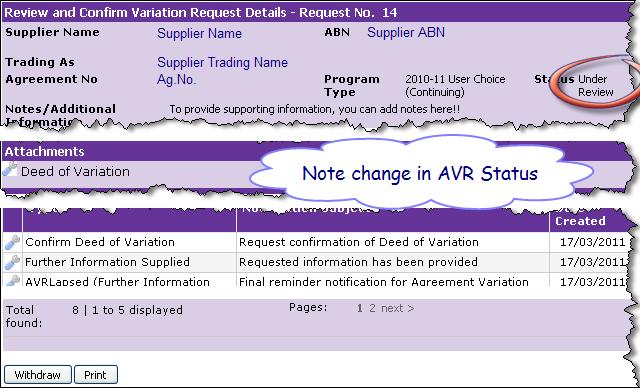 Review and Confirm Variation Request Details - Request No. 14
Supplier Name Supplier Name ABN Supplier ABN
Trading As Supplier Trading Name
Agreement No Ag.No. Program Type 2010-11 User Choice (Continuing) Status Under Review
Notes/Additional Information To provide supporting information, you can add notes here!!
Attachments
Deed of Variation
Note change in AVR Status
Created
Confirm Deed of Variation Request confirmation of Deed of Variation 17/03/2011
Further Information Supplied Requested information has been provided 17/03/2011
AVRLapsed (Further Information Final reminder notification for Agreement Variation 17/03/2011
Total found: 8 | 1 to 5 displayed Pages: 1 2 next >
Withdraw Print